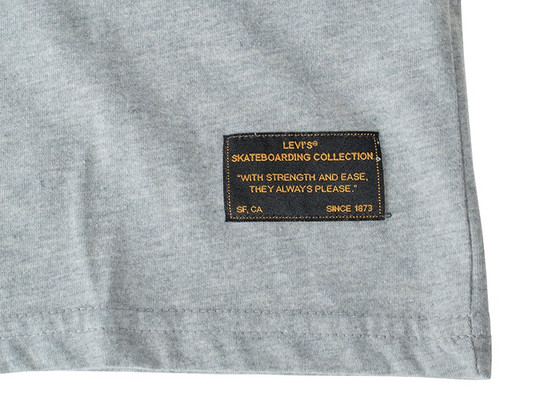 LEVI'S®
SKATEBOARDING COLLECTION
"WITH STRENGTH AND EASE,
THEY ALWAYS PLEASE."
SF, CA SINCE 1873